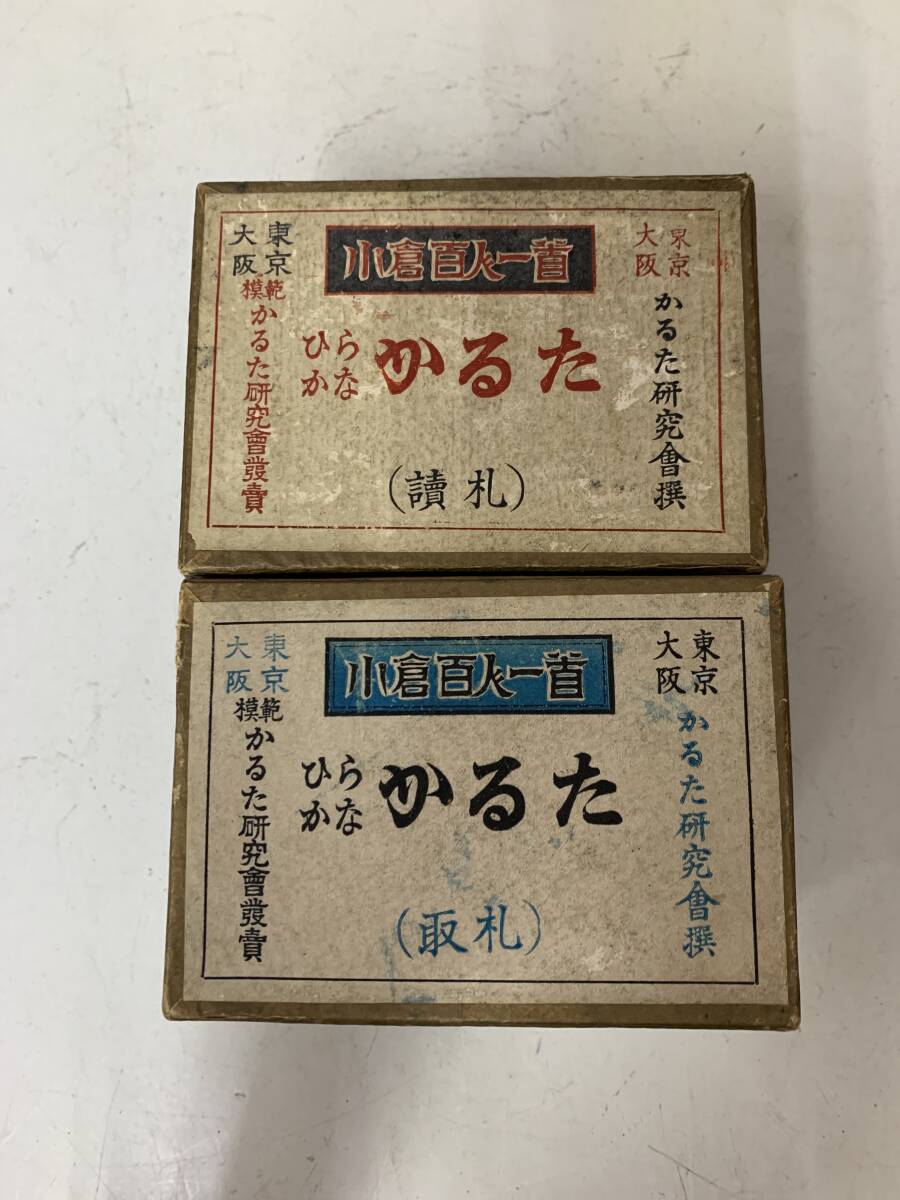 小倉百人一首
ひらかな かるた
(讀札)
東京
大阪
かるた研究會撰
東京
大阪
模範
かるた研究會發賣
小倉百人一首
ひらかな かるた
(取札)
東京
大阪
かるた研究會撰
東京
大阪
模範
かるた研究會發賣